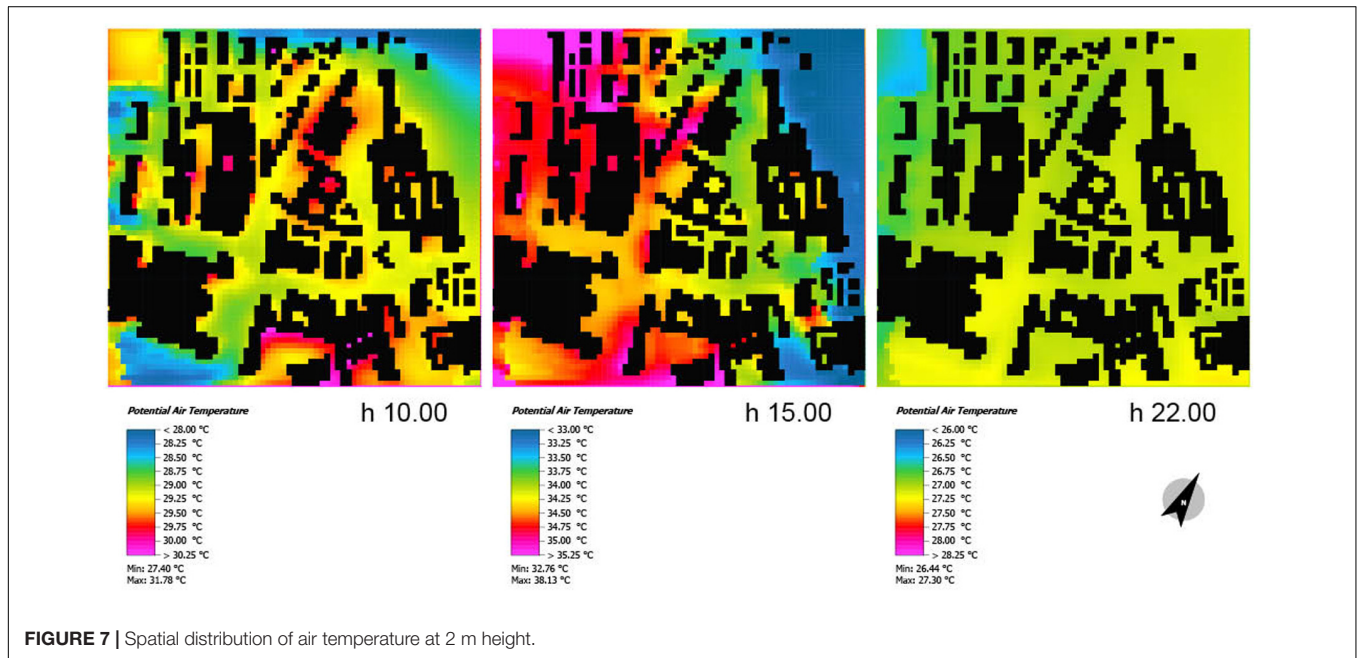 Potential Air Temperature
h 10.00
< 28.00 °C
28.25 °C
28.50 °C
28.75 °C
29.00 °C
29.25 °C
29.50 °C
29.75 °C
30.00 °C
> 30.25 °C
Min: 27.40 °C
Max: 31.78 °C
Potential Air Temperature
h 15.00
< 33.00 °C
33.25 °C
33.50 °C
33.75 °C
34.00 °C
34.25 °C
34.50 °C
34.75 °C
35.00 °C
> 35.25 °C
Min: 32.76 °C
Max: 38.13 °C
Potential Air Temperature
h 22.00
< 26.00 °C
26.25 °C
26.50 °C
26.75 °C
27.00 °C
27.25 °C
27.50 °C
27.75 °C
28.00 °C
> 28.25 °C
Min: 26.44 °C
Max: 27.30 °C
N
FIGURE 7 | Spatial distribution of air temperature at 2 m height.